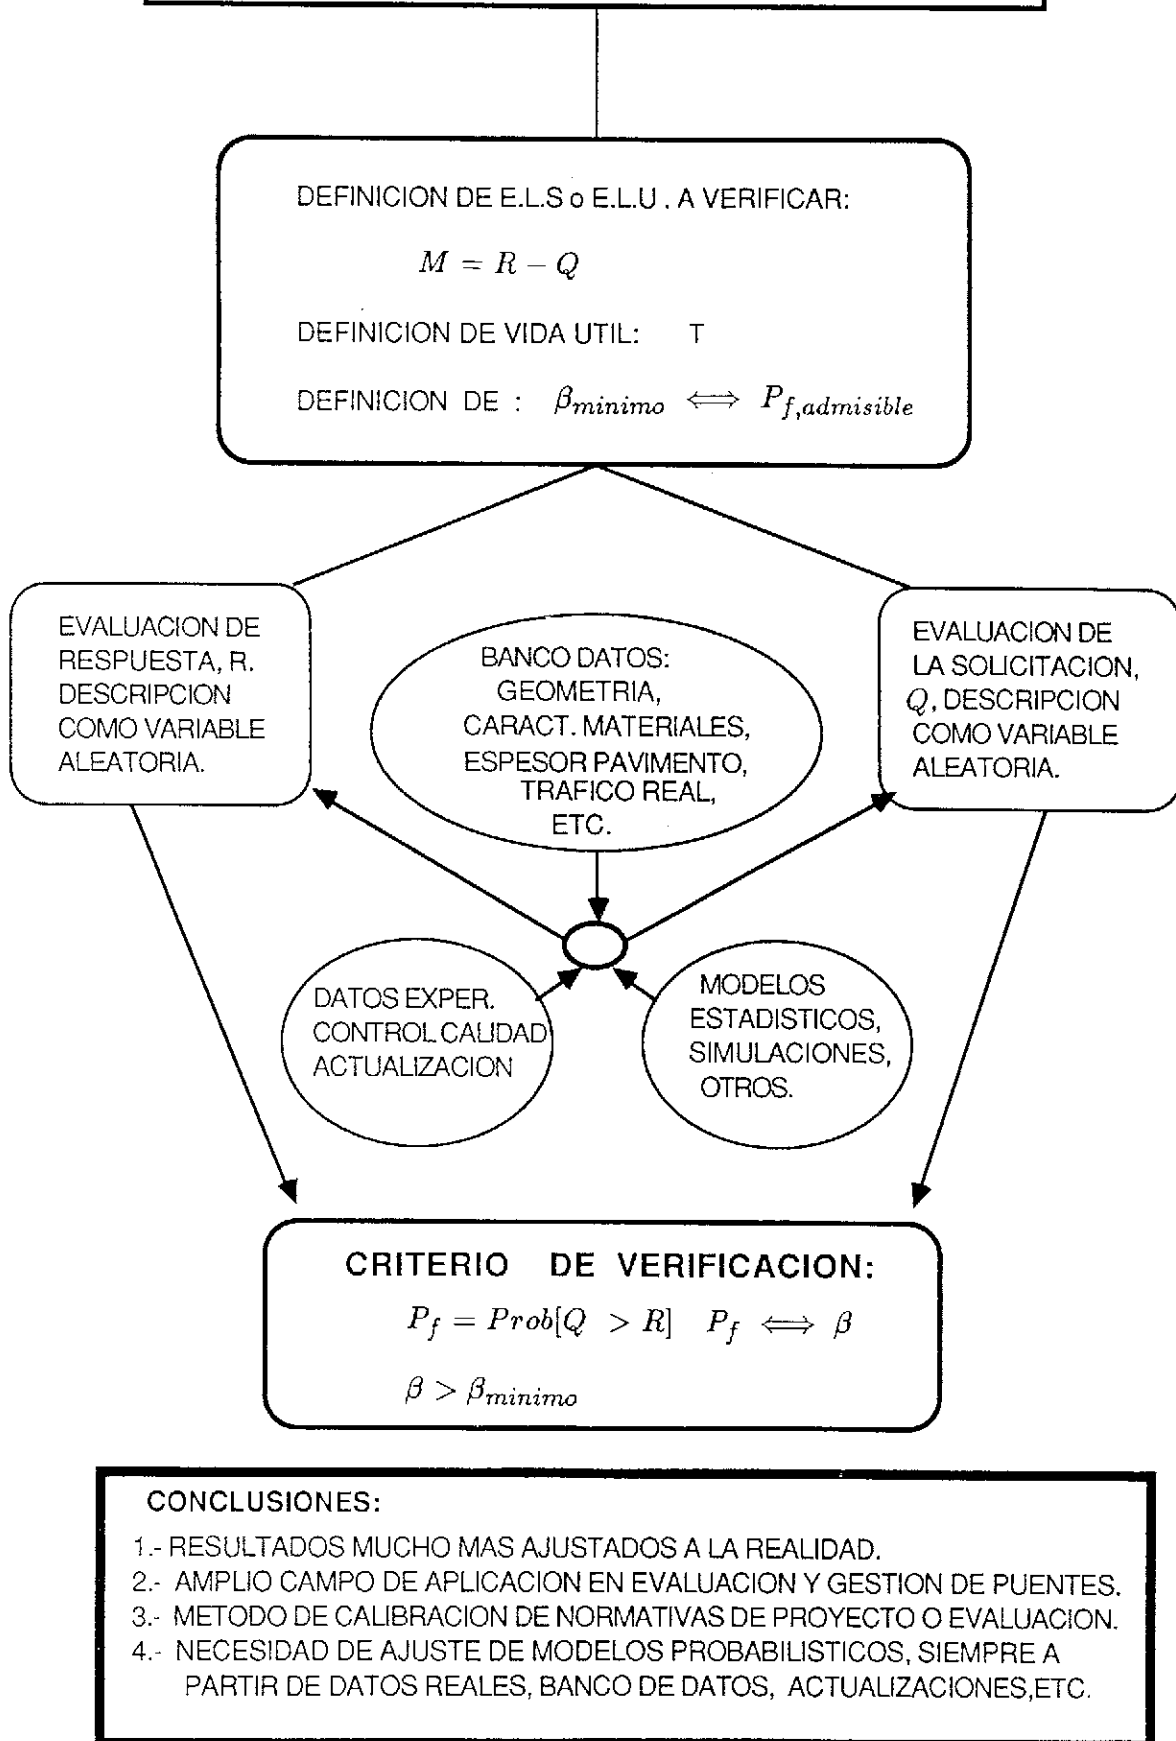 DEFINICION DE E.L.S o E.L.U. A VERIFICAR:
M = R − Q
DEFINICION DE VIDA UTIL: T
DEFINICION DE : β_minimo ⟺ P_f,admisible
EVALUACION DE
RESPUESTA, R.
DESCRIPCION
COMO VARIABLE
ALEATORIA.
BANCO DATOS:
GEOMETRIA,
CARACT. MATERIALES,
ESPESOR PAVIMENTO,
TRAFICO REAL,
ETC.
EVALUACION DE
LA SOLICITACION,
Q, DESCRIPCION
COMO VARIABLE
ALEATORIA.
DATOS EXPER.
CONTROL CALIDAD
ACTUALIZACION
MODELOS
ESTADISTICOS,
SIMULACIONES,
OTROS.
CRITERIO DE VERIFICACION:
P_f = Prob[Q > R] P_f ⟺ β
β > β_minimo
CONCLUSIONES:
1.- RESULTADOS MUCHO MAS AJUSTADOS A LA REALIDAD.
2.- AMPLIO CAMPO DE APLICACION EN EVALUACION Y GESTION DE PUENTES.
3.- METODO DE CALIBRACION DE NORMATIVAS DE PROYECTO O EVALUACION.
4.- NECESIDAD DE AJUSTE DE MODELOS PROBABILISTICOS, SIEMPRE A
PARTIR DE DATOS REALES, BANCO DE DATOS, ACTUALIZACIONES,ETC.